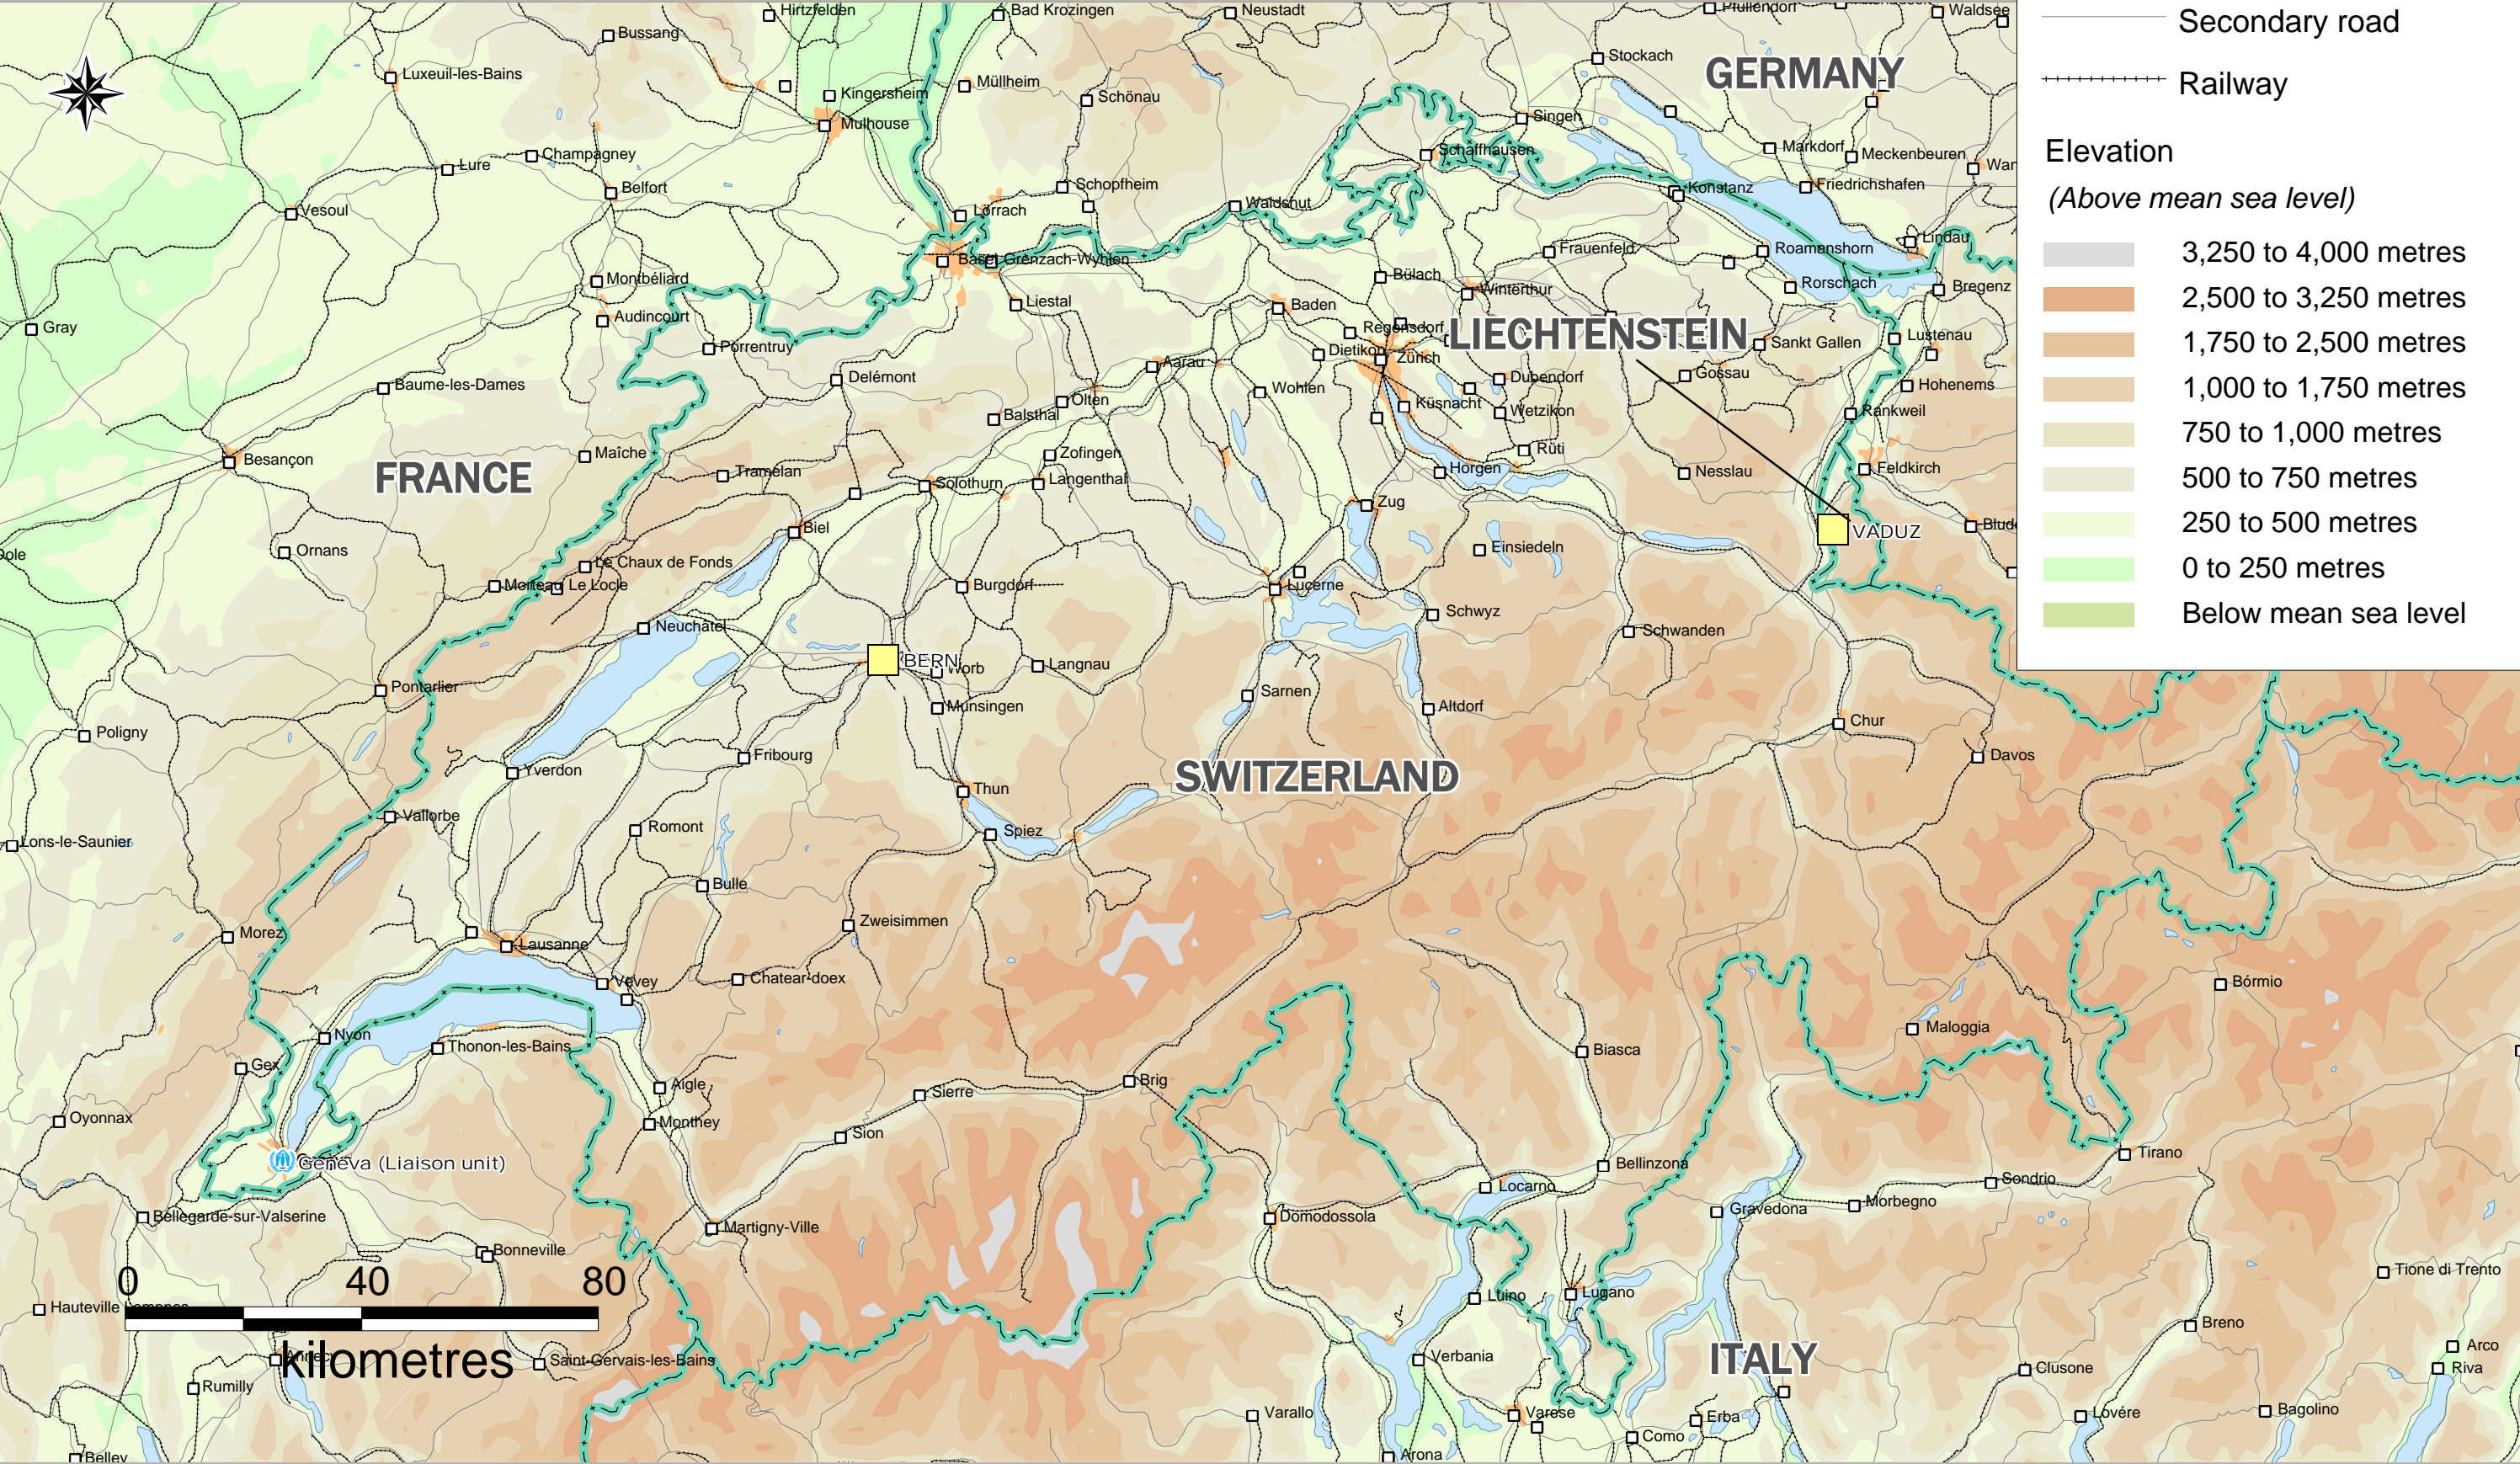 Hirtzfelden
Bad Krozingen
Neustadt
Pfullendorf
Waldsee
Secondary road
Bussang
Stockach
GERMANY
Luxeuil-les-Bains
Kingersheim
Müllheim
Schönau
Railway
Mulhouse
Singen
Lure
Champagney
Schaffhausen
Markdorf
Meckenbeuren
Elevation
Wan
Belfort
Schopfheim
Konstanz
Friedrichshafen
(Above mean sea level)
Vesoul
Lörrach
Waldshut
Lindau
Frauenfeld
Roamanshorn
3,250 to 4,000 metres
Basel
Grenzach-Wyhlen
Montbéliard
Bülach
Winterthur
Rorschach
Bregenz
2,500 to 3,250 metres
Liestal
Baden
Audincourt
Gray
Regensdorf
LIECHTENSTEIN
Lustenau
1,750 to 2,500 metres
Porrentruy
Dietikon
Zürich
Sankt Gallen
Aarau
Delémont
Dübendorf
Gossau
Baume-les-Dames
Wohlen
Hohenems
1,000 to 1,750 metres
Olten
Balsthal
Küsnacht
Wetzikon
Rankweil
750 to 1,000 metres
Besançon
Maîche
Zofingen
Rüti
FRANCE
Tramelan
Horgen
Nesslau
Feldkirch
500 to 750 metres
Solothurn
Langenthal
Zug
250 to 500 metres
Biel
VADUZ
Blud
Dole
Ornans
Einsiedeln
Le Chaux de Fonds
0 to 250 metres
Morteau
Le Locle
Burgdorf
Lucerne
Schwyz
Below mean sea level
Neuchâtel
Schwanden
BERN
Worb
Langnau
Pontarlier
Sarnen
Munsingen
Altdorf
Chur
Poligny
Fribourg
Davos
Yverdon
SWITZERLAND
Thun
Vallorbe
Romont
Spiez
Lons-le-Saunier
Bulle
Zweisimmen
Morez
Lausanne
Vevey
Chatear-doex
Bórmio
Nyon
Thonon-les-Bains
Maloggia
Biasca
Gex
Aigle
Brig
Sierre
Oyonnax
Monthey
Sion
Tirano
Geneva (Liaison unit)
Bellinzona
Locarno
Sondrio
Bellegarde-sur-Valserine
Morbegno
Gravedona
Domodossola
Martigny-Ville
Bonneville
Tione di Trento
0 40 80
Lugano
Luino
Hauteville Lompnes
Breno
Arco
kilometres
Annecy
Saint-Gervais-les-Bains
Verbania
ITALY
Clusone
Riva
Rumilly
Varallo
Varese
Erba
Lovére
Bagolino
Como
Belley
Arona